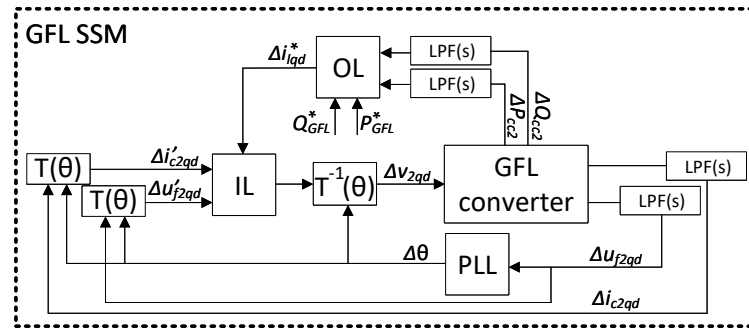 GFL SSM
Δi*lqd
OL
LPF(s)
LPF(s)
Q*GFL
P*GFL
ΔPcc2
ΔQcc2
T(θ)
Δi'c2qd
T(θ)
Δu'f2qd
IL
T⁻¹(θ)
Δv2qd
GFL
converter
LPF(s)
LPF(s)
Δθ
PLL
Δuf2qd
Δic2qd